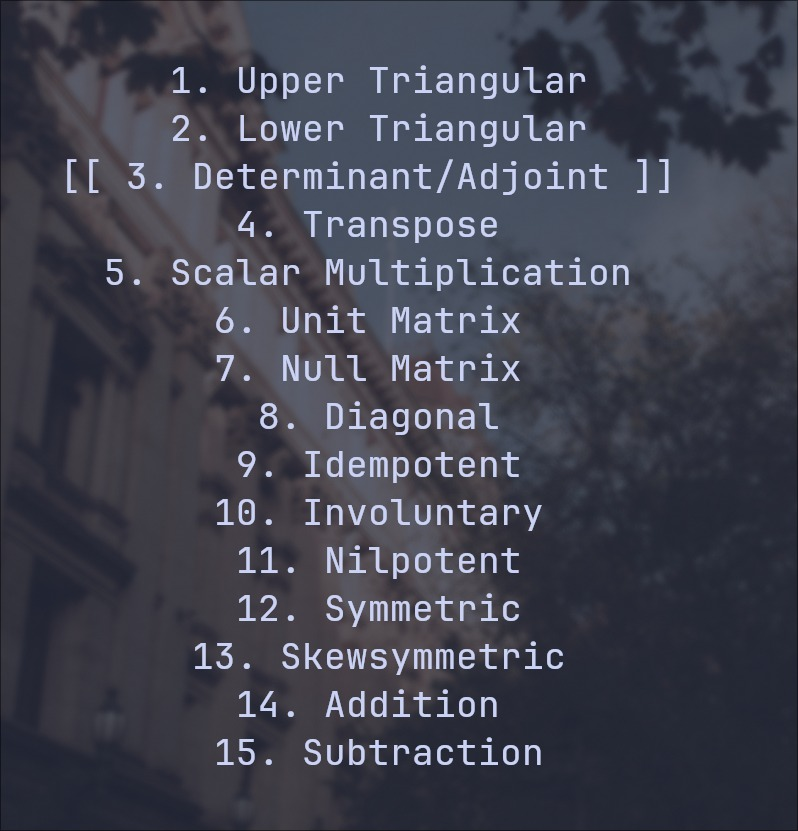 1. Upper Triangular
2. Lower Triangular
[[ 3. Determinant/Adjoint ]]
4. Transpose
5. Scalar Multiplication
6. Unit Matrix
7. Null Matrix
8. Diagonal
9. Idempotent
10. Involuntary
11. Nilpotent
12. Symmetric
13. Skewsymmetric
14. Addition
15. Subtraction